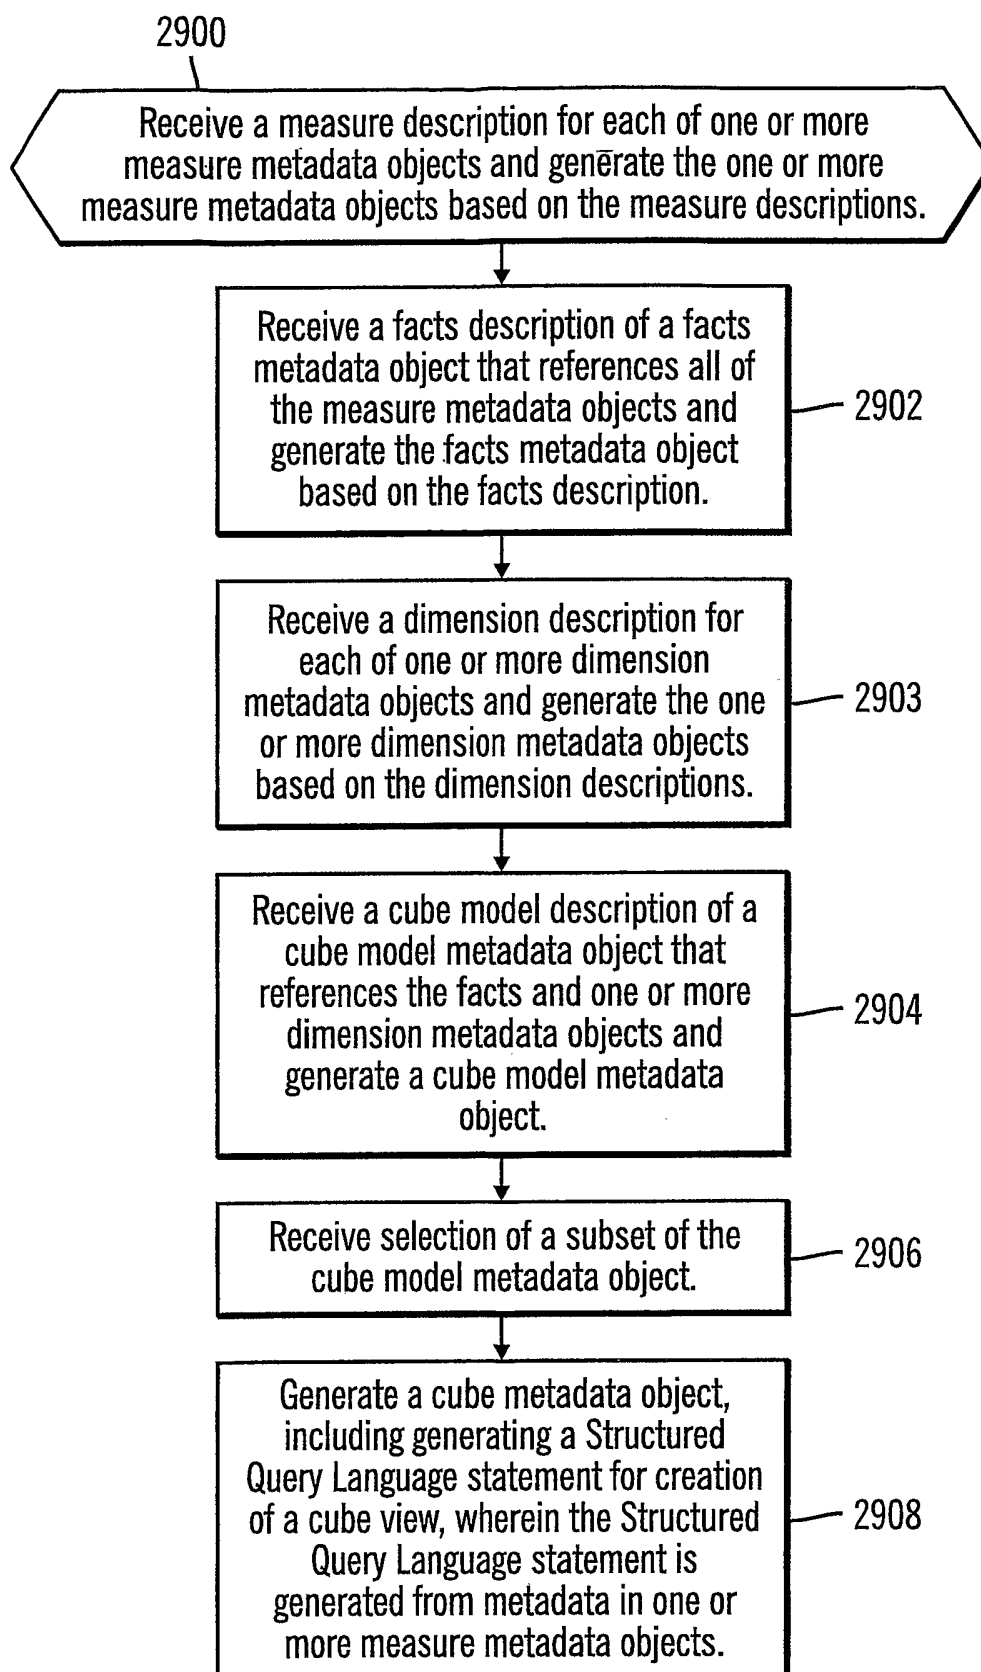 2900
Receive a measure description for each of one or more
measure metadata objects and generate the one or more
measure metadata objects based on the measure descriptions.
Receive a facts description of a facts
metadata object that references all of
the measure metadata objects and
generate the facts metadata object
based on the facts description.
2902
Receive a dimension description for
each of one or more dimension
metadata objects and generate the one
or more dimension metadata objects
based on the dimension descriptions.
2903
Receive a cube model description of a
cube model metadata object that
references the facts and one or more
dimension metadata objects and
generate a cube model metadata
object.
2904
Receive selection of a subset of the
cube model metadata object.
2906
Generate a cube metadata object,
including generating a Structured
Query Language statement for creation
of a cube view, wherein the Structured
Query Language statement is
generated from metadata in one or
more measure metadata objects.
2908